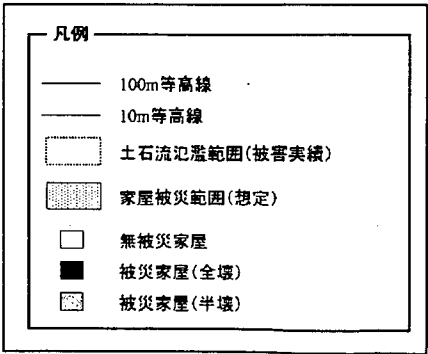 凡例
100m等高線
10m等高線
土石流氾濫範囲(被害実績)
家屋被災範囲(想定)
無被災家屋
被災家屋(全壊)
被災家屋(半壊)